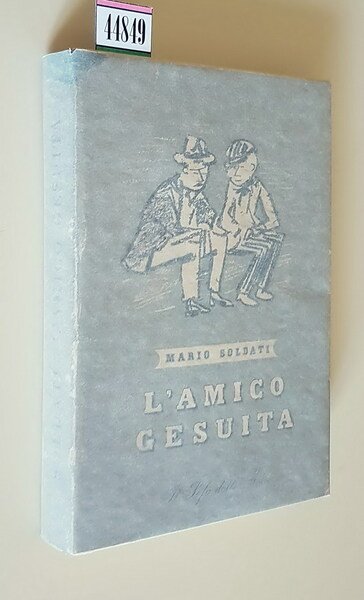 44849
MARIO SOLDATI
L'AMICO
GESUITA